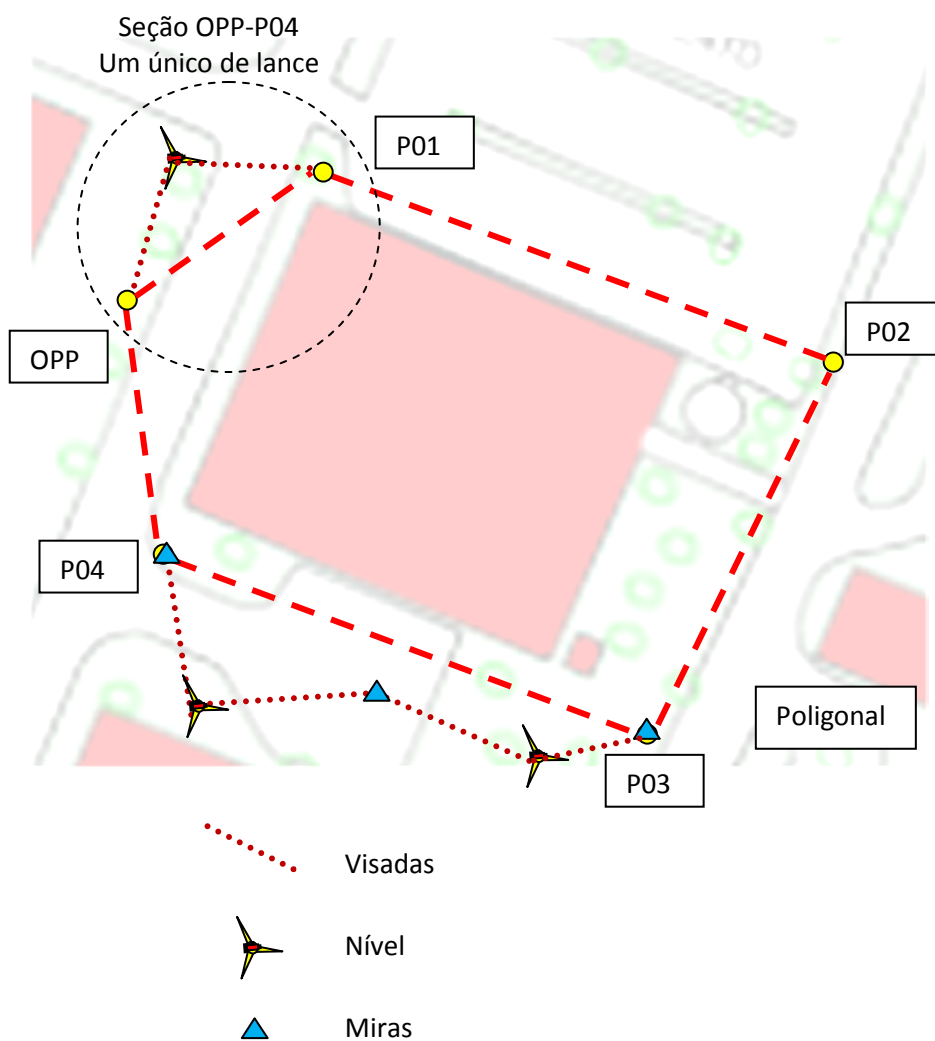 Seção OPP-P04
Um único de lance
P01
P02
OPP
P04
Poligonal
P03
Visadas
Nível
Miras